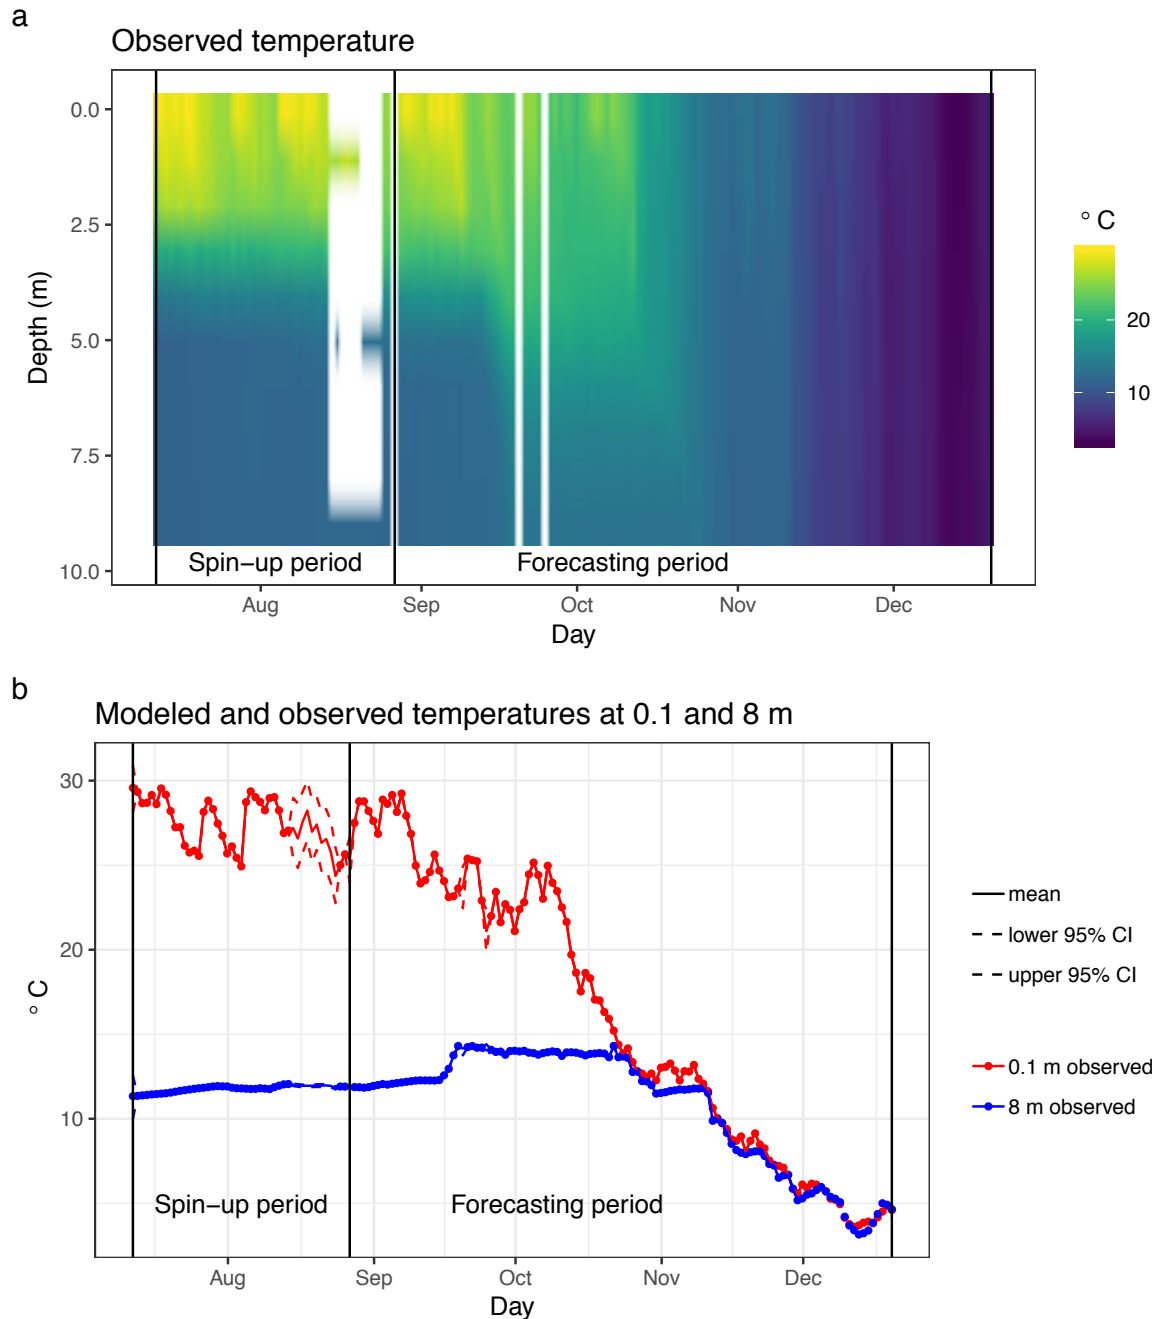 a
Observed temperature
0.0
2.5
5.0
7.5
10.0
Depth (m)
Spin−up period
Forecasting period
Aug
Sep
Oct
Nov
Dec
Day
° C
20
10
b
Modeled and observed temperatures at 0.1 and 8 m
30
20
10
° C
Spin−up period
Forecasting period
Aug
Sep
Oct
Nov
Dec
Day
mean
lower 95% CI
upper 95% CI
0.1 m observed
8 m observed